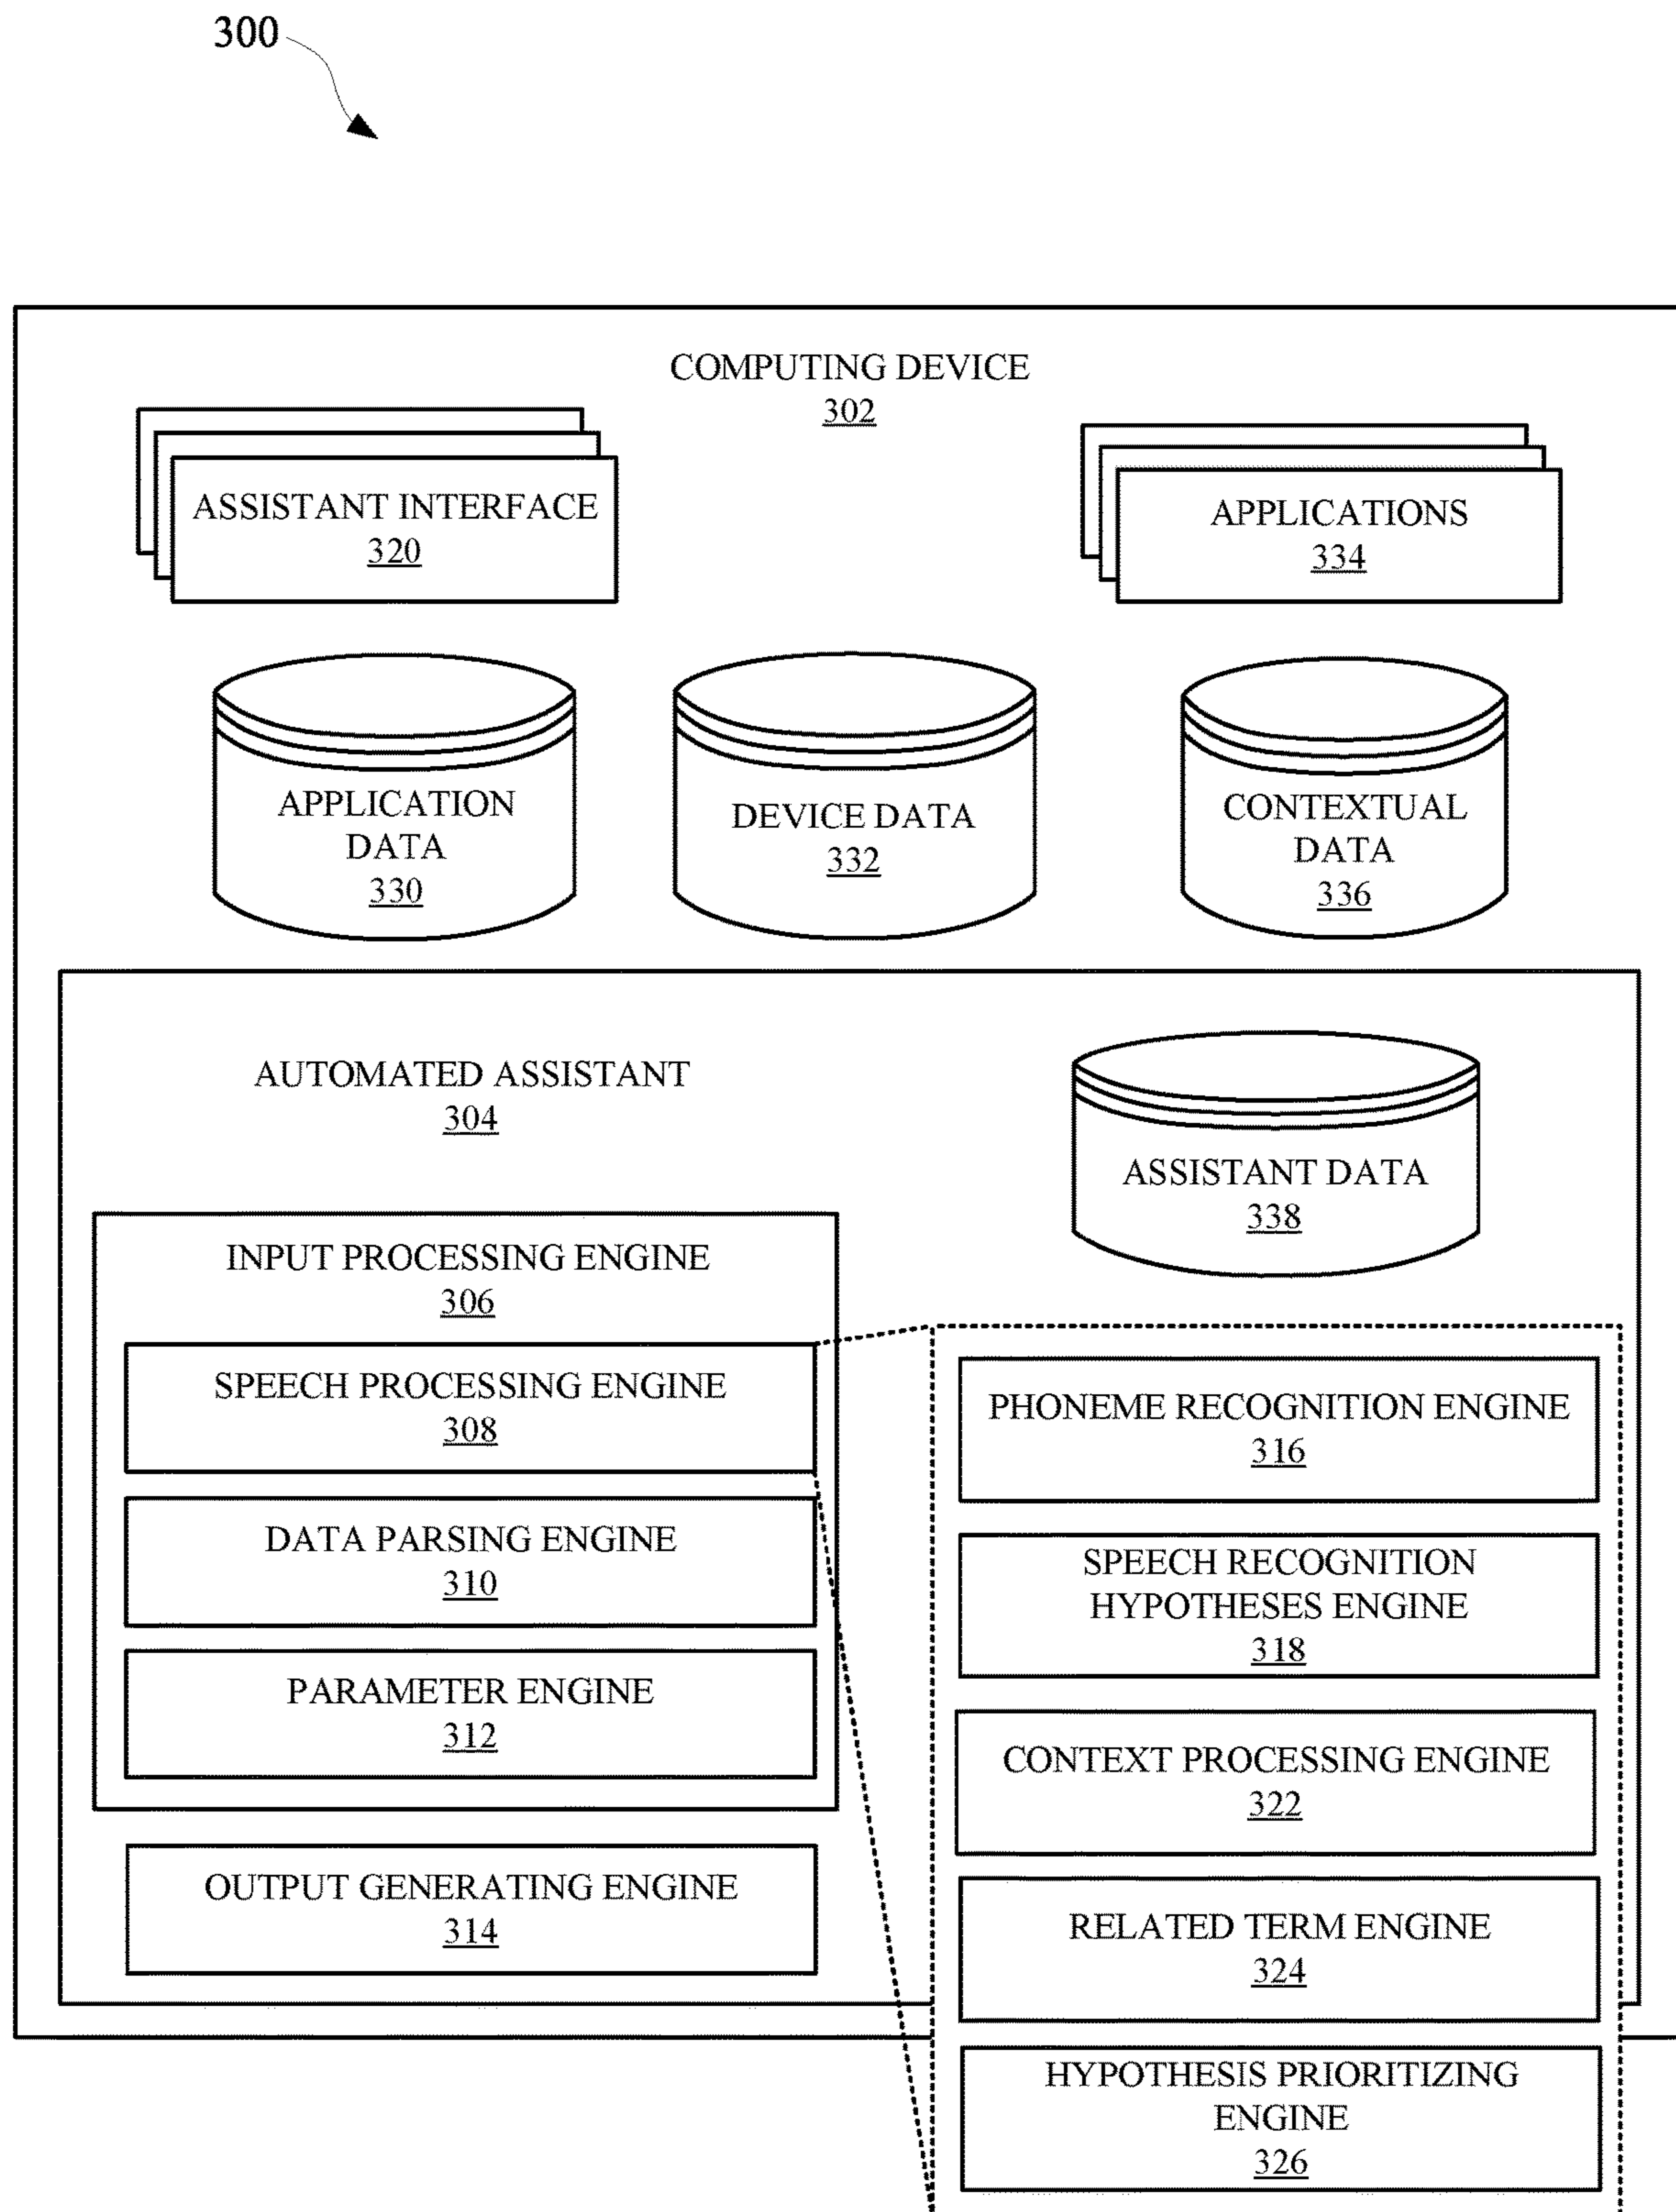 300
COMPUTING DEVICE
302
ASSISTANT INTERFACE
320
APPLICATIONS
334
APPLICATION
DATA
330
DEVICE DATA
332
CONTEXTUAL
DATA
336
AUTOMATED ASSISTANT
304
ASSISTANT DATA
338
INPUT PROCESSING ENGINE
306
SPEECH PROCESSING ENGINE
308
DATA PARSING ENGINE
310
PARAMETER ENGINE
312
OUTPUT GENERATING ENGINE
314
PHONEME RECOGNITION ENGINE
316
SPEECH RECOGNITION
HYPOTHESES ENGINE
318
CONTEXT PROCESSING ENGINE
322
RELATED TERM ENGINE
324
HYPOTHESIS PRIORITIZING
ENGINE
326